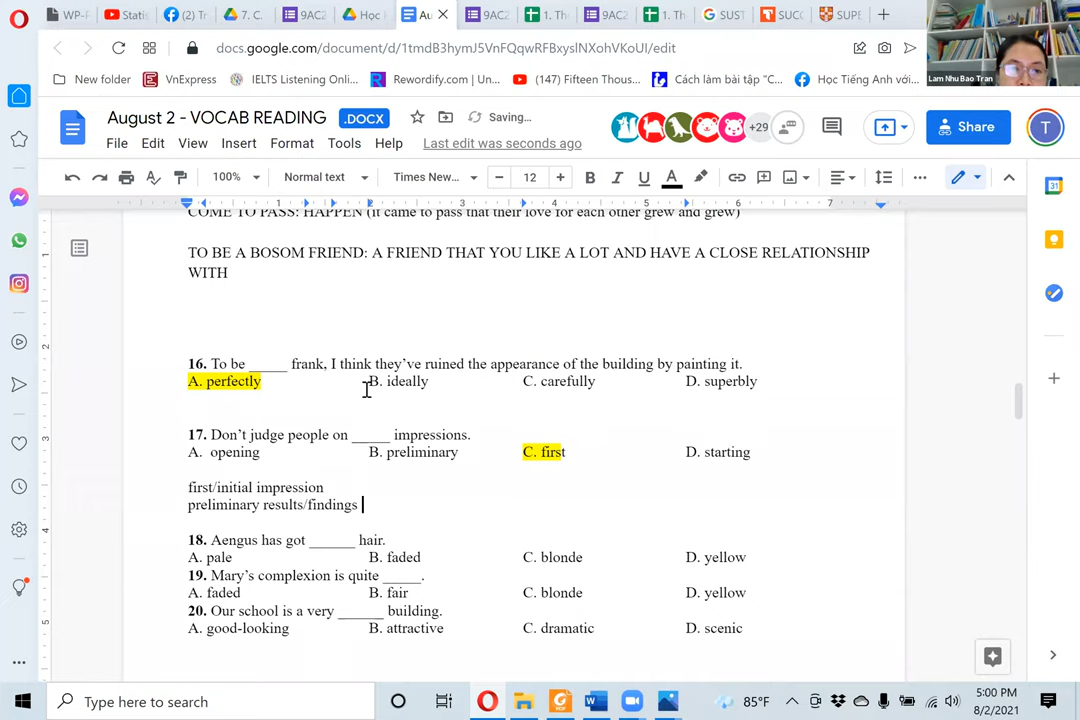 WP-F
Statis
(2) Tr
7. C.
9AC2
Học l
Au
9AC2
1. Th
9AC2
1. Th
SUST
SUCC
SUPE
docs.google.com/document/d/1tmdB3hymJ5VnFQqwRFBxyslNXohVKoUI/edit
New folder
VnExpress
IELTS Listening Onli...
Rewordify.com | Un...
(147) Fifteen Thous...
Cách làm bài tập "C...
Học Tiếng Anh với...
Lam Nhu Bao Tran
August 2 - VOCAB READING
.DOCX
Saving...
+29
Share
T
File Edit View Insert Format Tools Help
Last edit was seconds ago
100%
Normal text
Times New...
12
B I U A
1 2 3 4 5 6 7
COME TO PASS: HAPPEN (it came to pass that their love for each other grew and grew)
TO BE A BOSOM FRIEND: A FRIEND THAT YOU LIKE A LOT AND HAVE A CLOSE RELATIONSHIP
WITH
16. To be _____ frank, I think they've ruined the appearance of the building by painting it.
A. perfectly B. ideally C. carefully D. superbly
17. Don't judge people on _____ impressions.
A. opening B. preliminary C. first D. starting
first/initial impression
preliminary results/findings
18. Aengus has got ______ hair.
A. pale B. faded C. blonde D. yellow
19. Mary's complexion is quite _____.
A. faded B. fair C. blonde D. yellow
20. Our school is a very ______ building.
A. good-looking B. attractive C. dramatic D. scenic
Type here to search
85°F
5:00 PM
8/2/2021